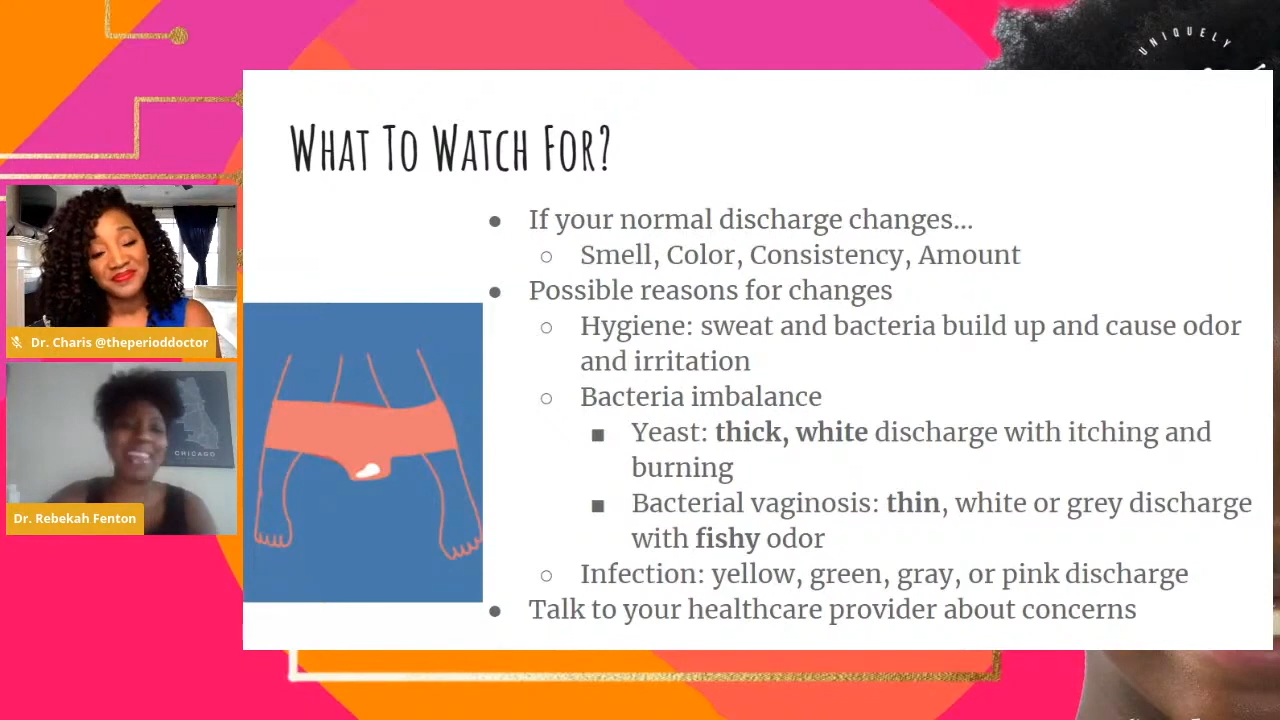 UNIQUELY
WHAT TO WATCH FOR?
● If your normal discharge changes...
○ Smell, Color, Consistency, Amount
● Possible reasons for changes
○ Hygiene: sweat and bacteria build up and cause odor
and irritation
○ Bacteria imbalance
■ Yeast: thick, white discharge with itching and
burning
■ Bacterial vaginosis: thin, white or grey discharge
with fishy odor
○ Infection: yellow, green, gray, or pink discharge
● Talk to your healthcare provider about concerns
Dr. Charis @theperioddoctor
CHICAGO
Dr. Rebekah Fenton